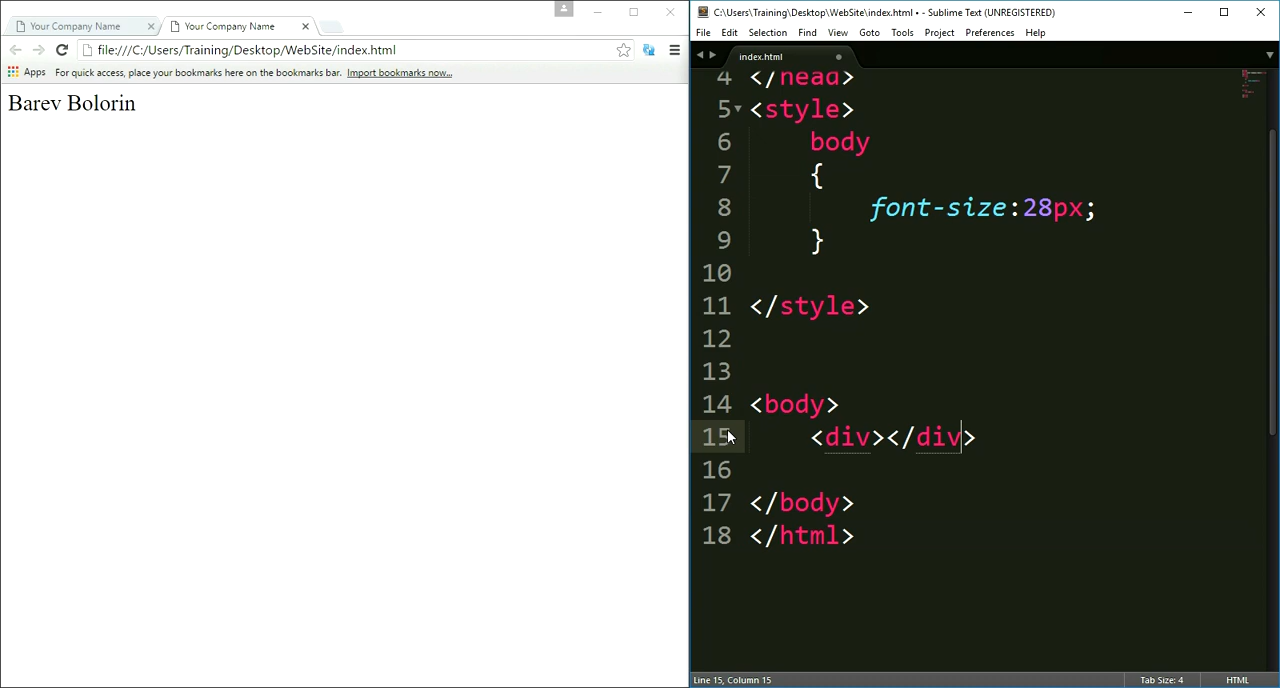 Your Company Name
Your Company Name
file:///C:/Users/Training/Desktop/WebSite/index.html
Apps For quick access, place your bookmarks here on the bookmarks bar. Import bookmarks now...
Barev Bolorin
C:\Users\Training\Desktop\WebSite\index.html • - Sublime Text (UNREGISTERED)
File Edit Selection Find View Goto Tools Project Preferences Help
index.html
4 </head>
5 <style>
6 body
7 {
8 font-size:28px;
9 }
10
11 </style>
12
13
14 <body>
15 <div></div>
16
17 </body>
18 </html>
Line 15, Column 15
Tab Size: 4
HTML